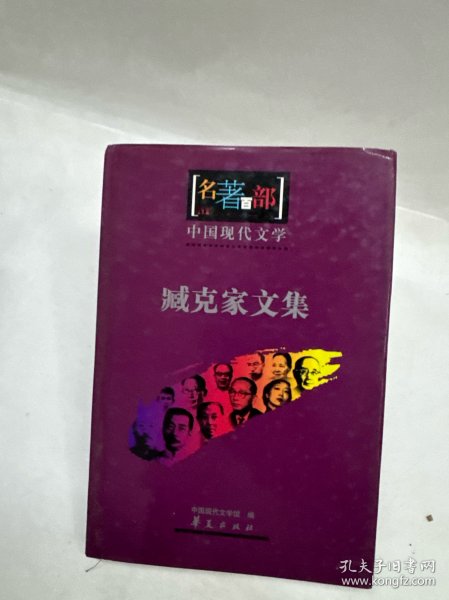 [名著百部]
中国现代文学
臧克家文集
中国现代文学馆 编
华夏出版社
孔夫子旧书网
www.kongfz.com